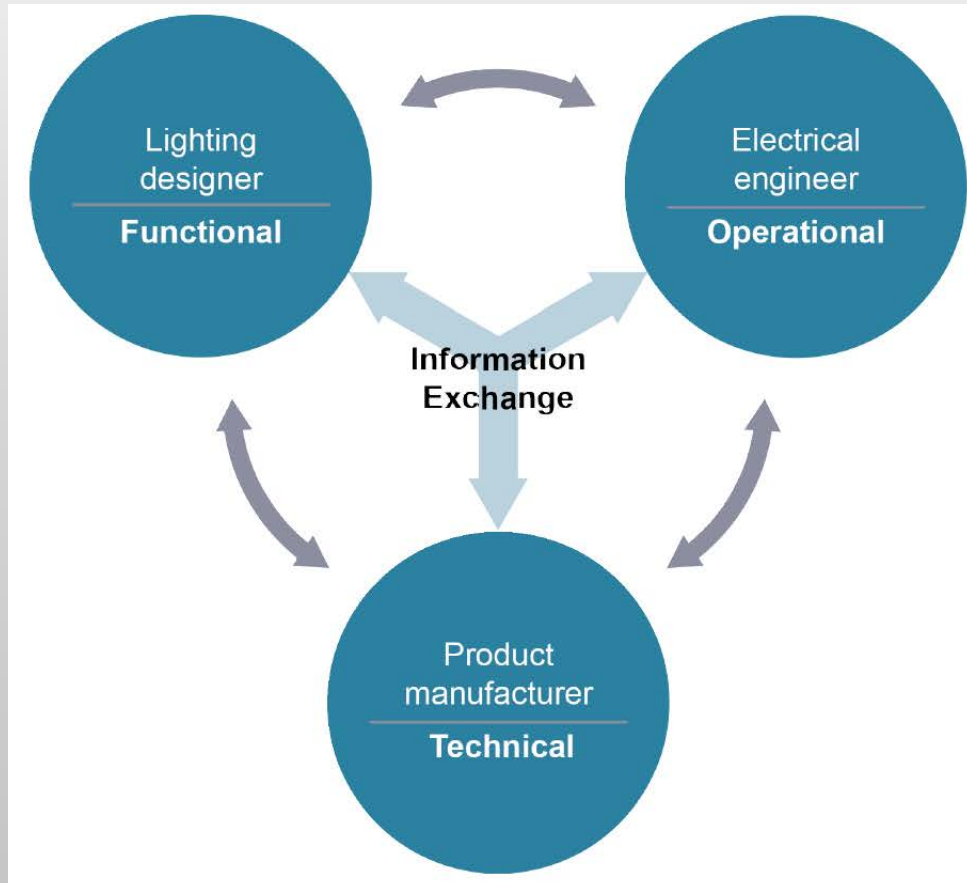 Lighting
designer
Functional
Electrical
engineer
Operational
Information
Exchange
Product
manufacturer
Technical